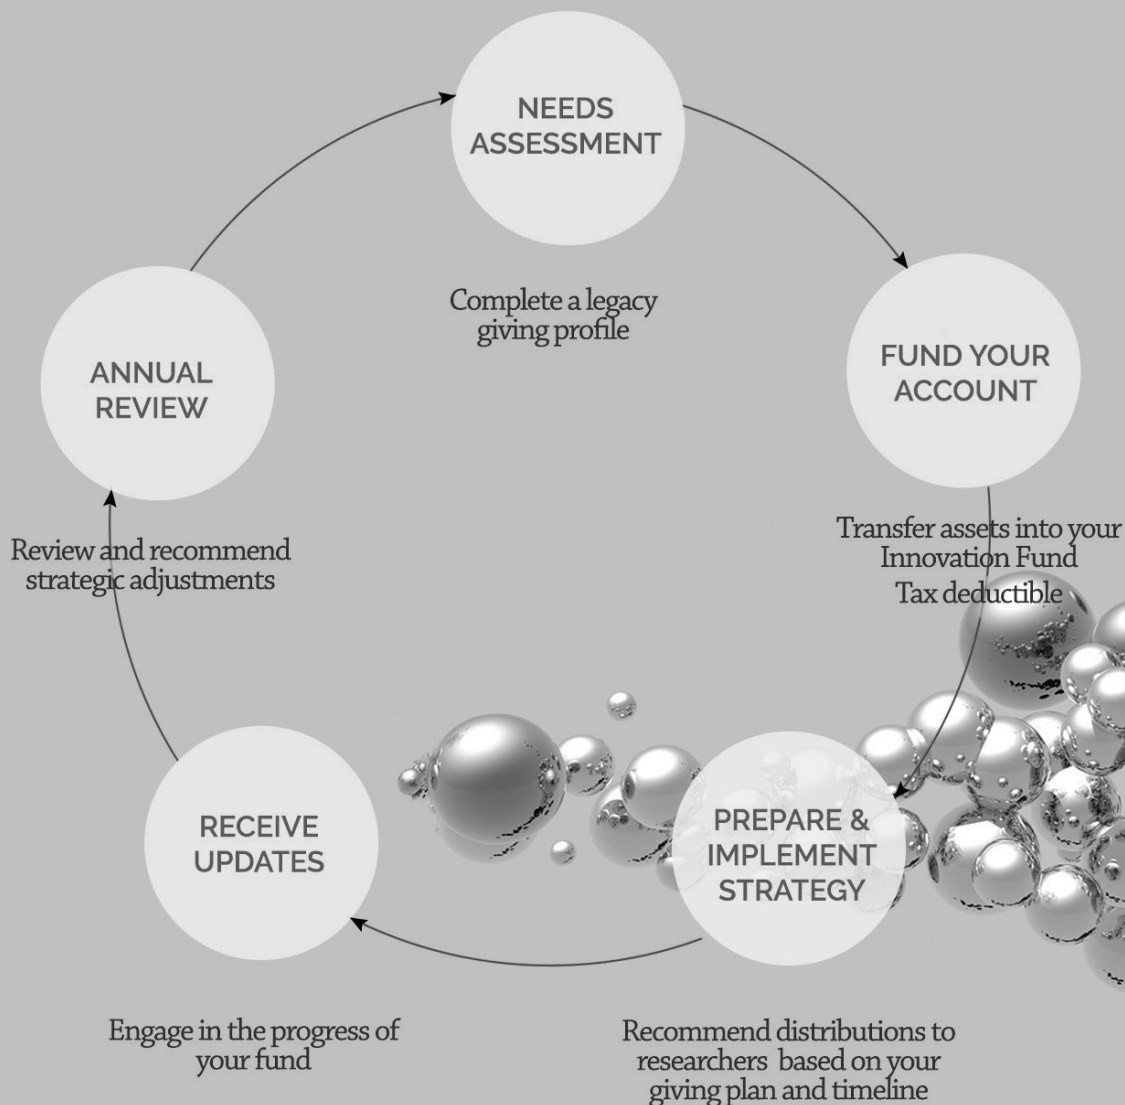 NEEDS
ASSESSMENT
Complete a legacy
giving profile
FUND YOUR
ACCOUNT
Transfer assets into your
Innovation Fund
Tax deductible
PREPARE &
IMPLEMENT
STRATEGY
Recommend distributions to
researchers based on your
giving plan and timeline
RECEIVE
UPDATES
Engage in the progress of
your fund
ANNUAL
REVIEW
Review and recommend
strategic adjustments